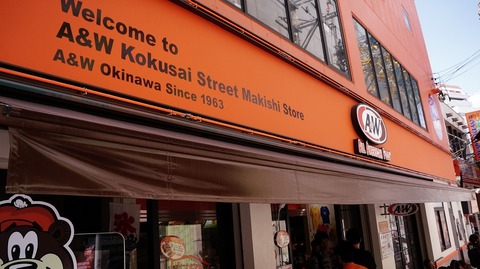 Welcome to
A&W Kokusai Street Makishi Store
A&W Okinawa Since 1963
A&W